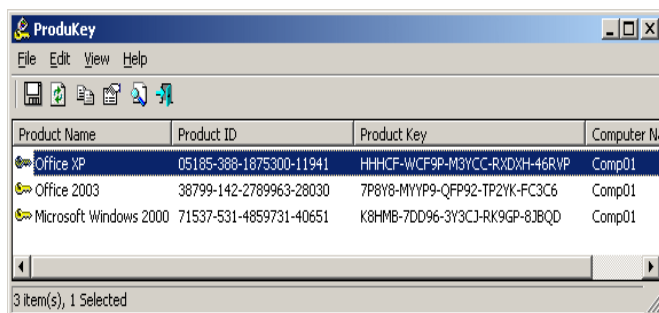 ProduKey
File Edit View Help
Product Name Product ID Product Key Computer Na
Office XP 05185-388-1875300-11941 HHHCF-WCF9P-M3YCC-RXDXH-46RVP Comp01
Office 2003 38799-142-2789963-28030 7P8Y8-MYYP9-QFP92-TP2YK-FC3C6 Comp01
Microsoft Windows 2000 71537-531-4859731-40651 K8HMB-7DD96-3Y3CJ-RK9GP-8JBQD Comp01
3 item(s), 1 Selected